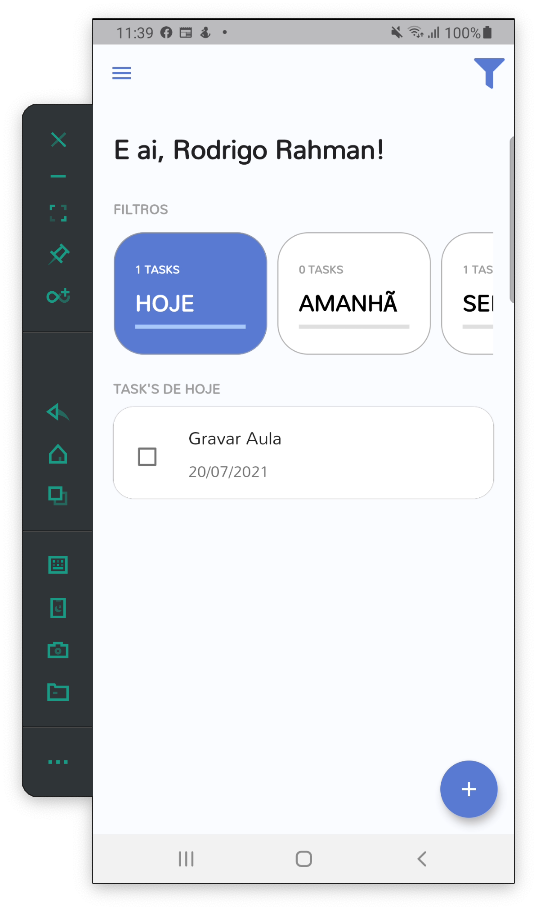 11:39
100%
E ai, Rodrigo Rahman!
FILTROS
1 TASKS
HOJE
0 TASKS
AMANHÃ
1 TAS
SE
TASK'S DE HOJE
Gravar Aula
20/07/2021